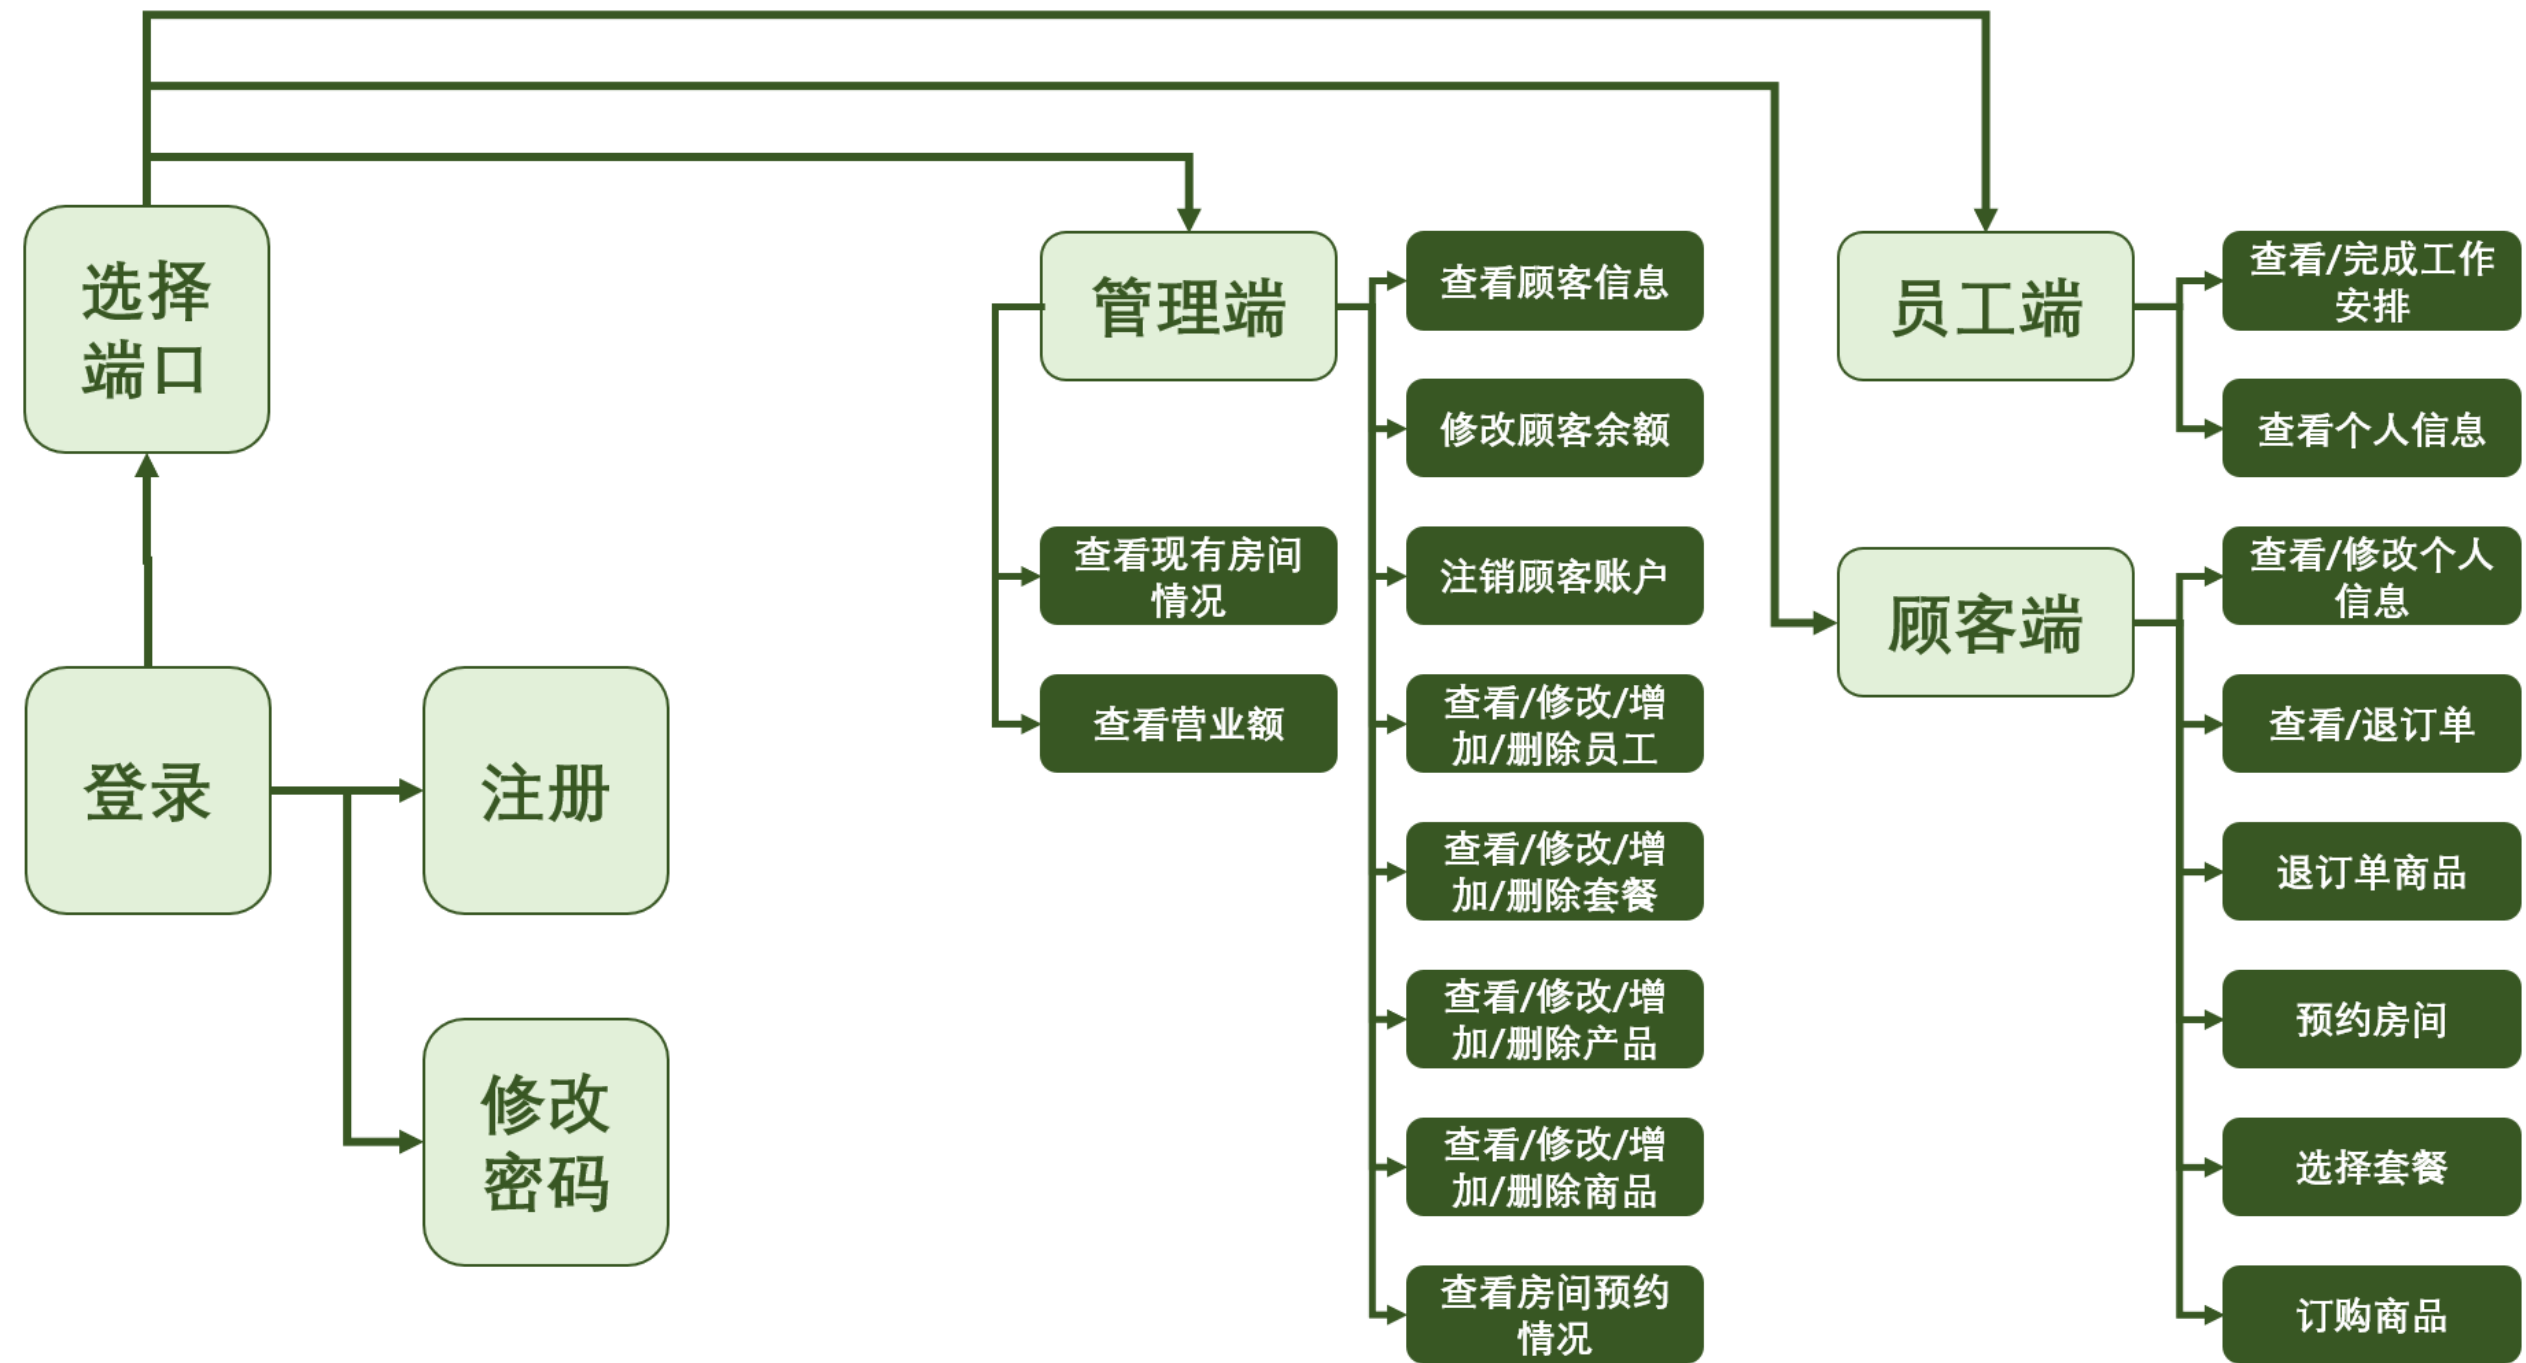 选择
端口
登录
注册
修改
密码
管理端
查看现有房间
情况
查看营业额
查看顾客信息
修改顾客余额
注销顾客账户
查看/修改/增
加/删除员工
查看/修改/增
加/删除套餐
查看/修改/增
加/删除产品
查看/修改/增
加/删除商品
查看房间预约
情况
员工端
查看/完成工作
安排
查看个人信息
顾客端
查看/修改个人
信息
查看/退订单
退订单商品
预约房间
选择套餐
订购商品